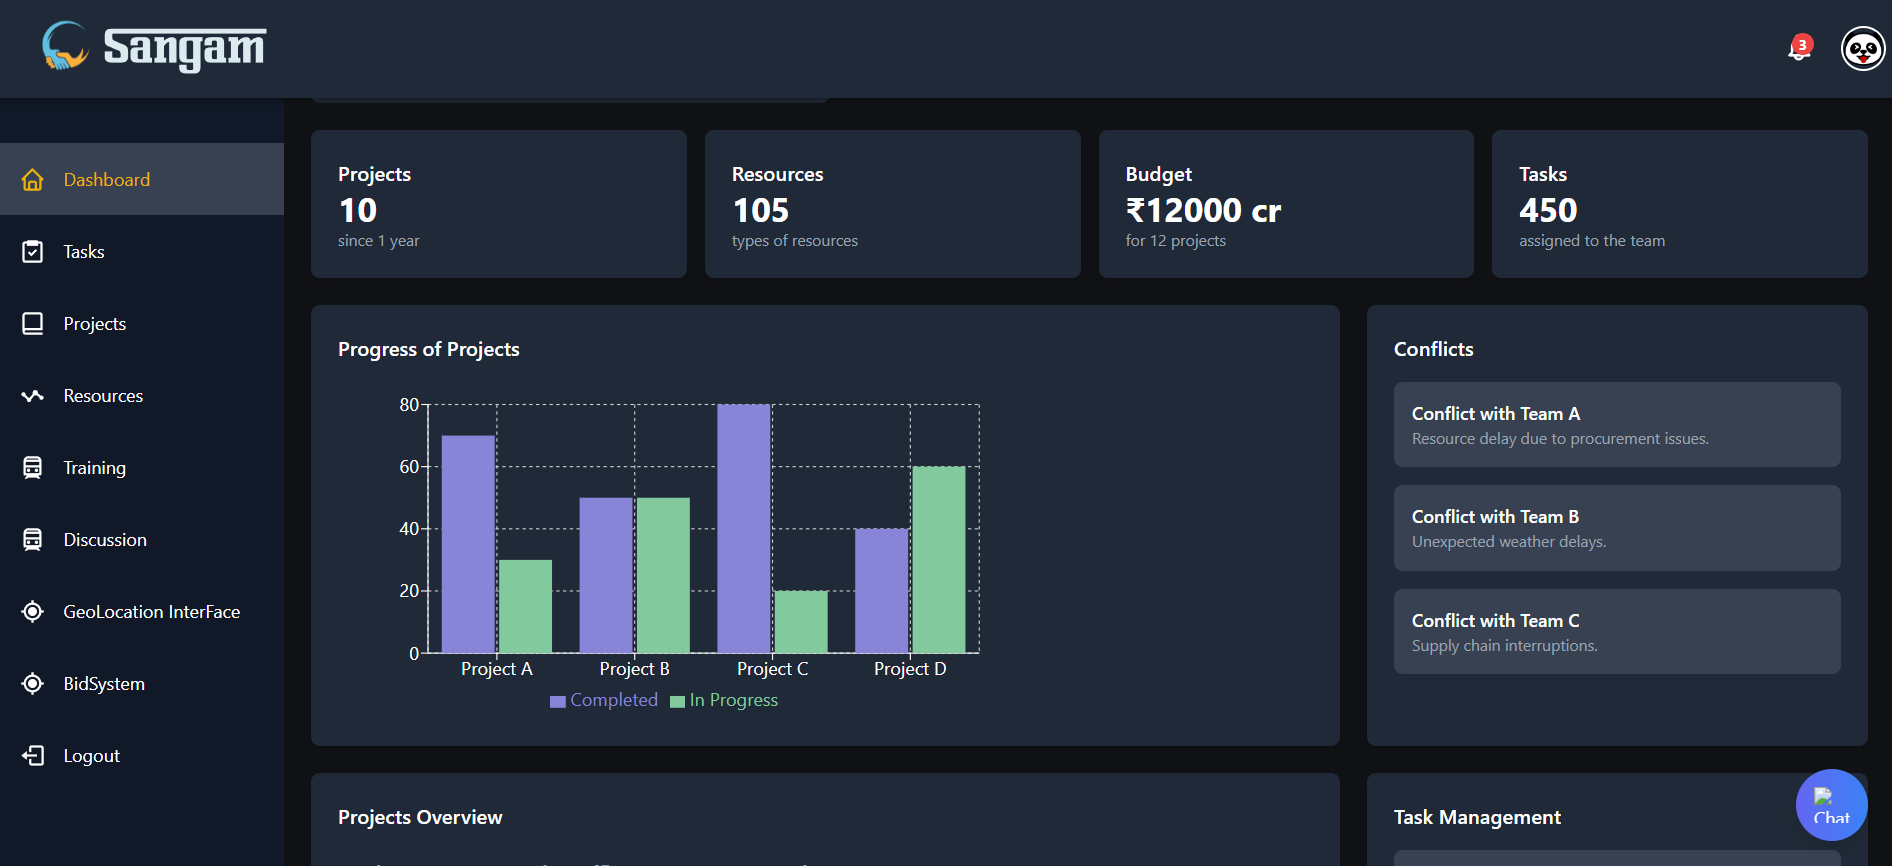 Sangam
3
Dashboard
Tasks
Projects
Resources
Training
Discussion
GeoLocation InterFace
BidSystem
Logout
Projects
10
since 1 year
Resources
105
types of resources
Budget
₹12000 cr
for 12 projects
Tasks
450
assigned to the team
Progress of Projects
80
60
40
20
0
Project A Project B Project C Project D
Completed In Progress
Conflicts
Conflict with Team A
Resource delay due to procurement issues.
Conflict with Team B
Unexpected weather delays.
Conflict with Team C
Supply chain interruptions.
Projects Overview
Task Management
Chat